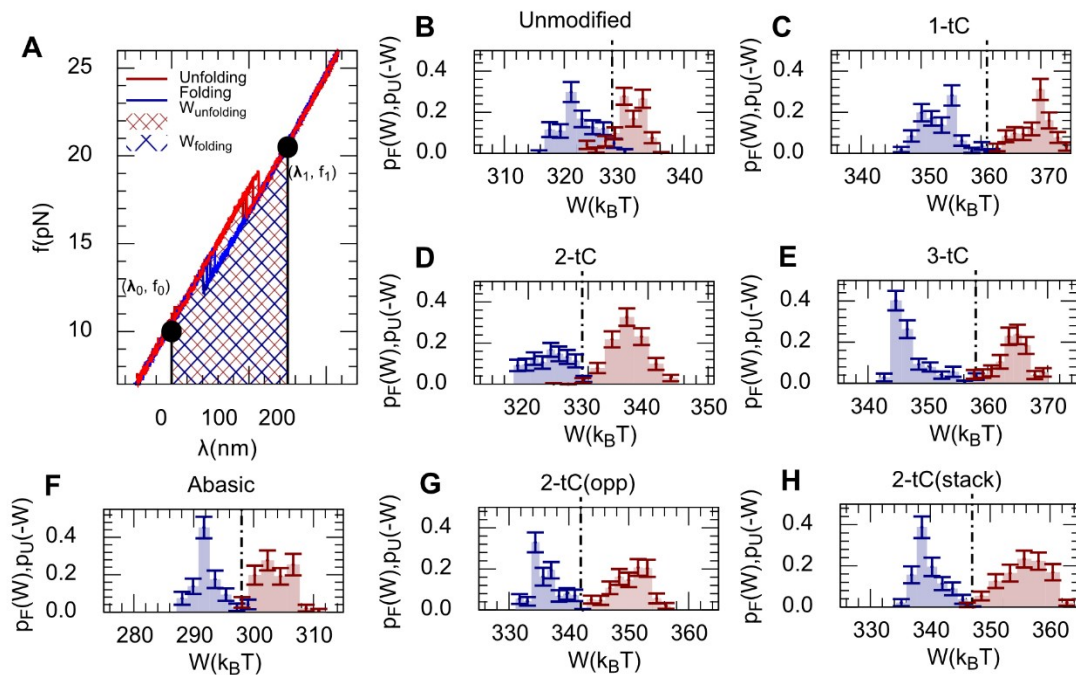 A
f(pN)
25
20
15
10
Unfolding
Folding
Wunfolding
Wfolding
(λ1, f1)
(λ0, f0)
0 100 200
λ(nm)
B
Unmodified
pF(W),pU(-W)
0.4
0.2
0.0
310 320 330 340
W(kBT)
C
1-tC
pF(W),pU(-W)
0.4
0.2
0.0
340 350 360 370
W(kBT)
D
2-tC
pF(W),pU(-W)
0.4
0.2
0.0
320 330 340 350
W(kBT)
E
3-tC
pF(W),pU(-W)
0.4
0.2
0.0
340 350 360 370
W(kBT)
F
Abasic
pF(W),pU(-W)
0.4
0.2
0.0
280 290 300 310
W(kBT)
G
2-tC(opp)
pF(W),pU(-W)
0.4
0.2
0.0
330 340 350 360
W(kBT)
H
2-tC(stack)
pF(W),pU(-W)
0.4
0.2
0.0
330 340 350 360
W(kBT)